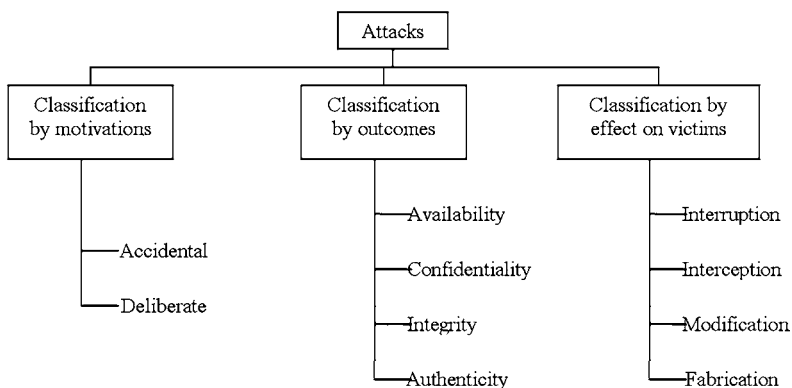 Attacks
Classification
by motivations
Accidental
Deliberate
Classification
by outcomes
Availability
Confidentiality
Integrity
Authenticity
Classification by
effect on victims
Interruption
Interception
Modification
Fabrication